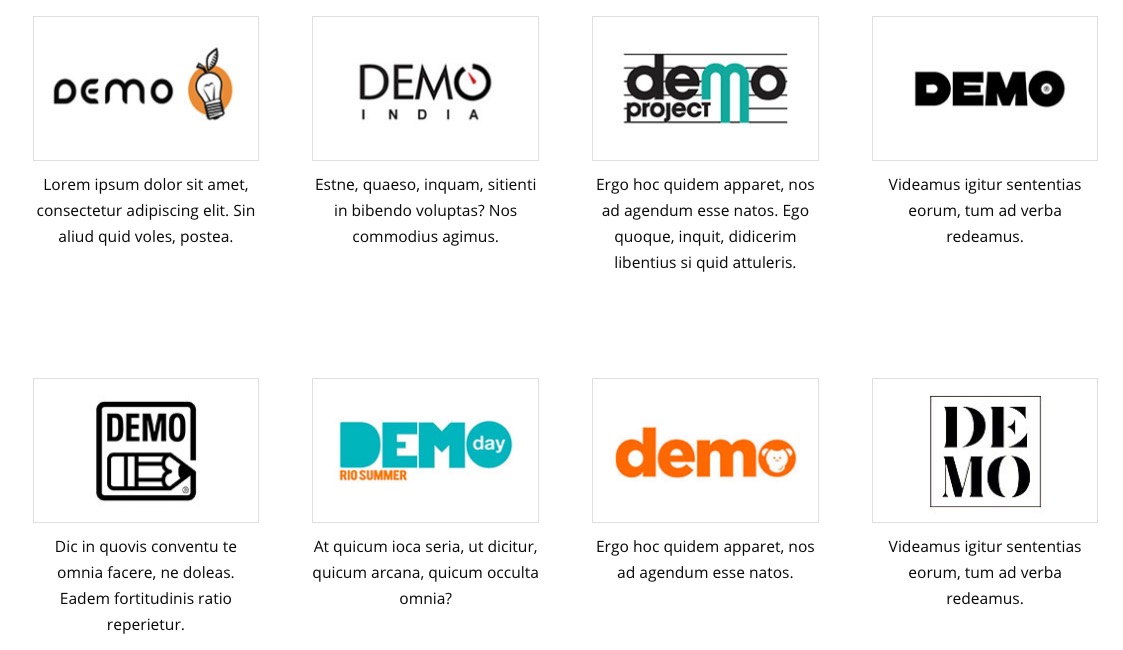 DEMO
DEMO
INDIA
demo
project
DEMO®
Lorem ipsum dolor sit amet,
consectetur adipiscing elit. Sin
aliud quid voles, postea.
Estne, quaeso, inquam, sitienti
in bibendo voluptas? Nos
commodius agimus.
Ergo hoc quidem apparet, nos
ad agendum esse natos. Ego
quoque, inquit, didicerim
libentius si quid attuleris.
Videamus igitur sententias
eorum, tum ad verba
redeamus.
DEMO
®
DEMO day
RIO SUMMER
demo
DE
MO
Dic in quovis conventu te
omnia facere, ne doleas.
Eadem fortitudinis ratio
reperietur.
At quicum ioca seria, ut dicitur,
quicum arcana, quicum occulta
omnia?
Ergo hoc quidem apparet, nos
ad agendum esse natos.
Videamus igitur sententias
eorum, tum ad verba
redeamus.